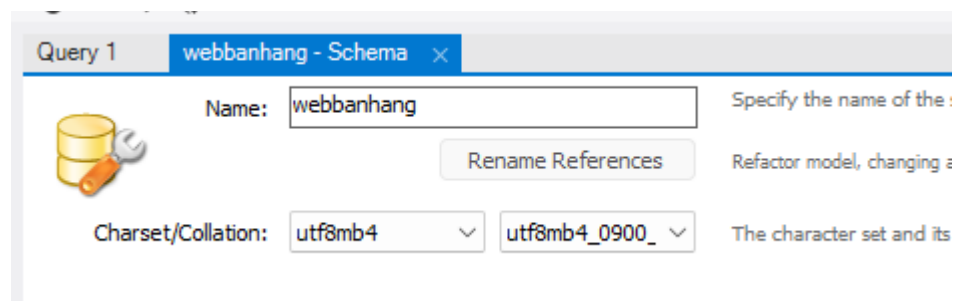 Query 1
webbanhang - Schema
Name: webbanhang
Specify the name of the
Rename References
Refactor model, changing
Charset/Collation: utf8mb4 utf8mb4_0900_
The character set and its